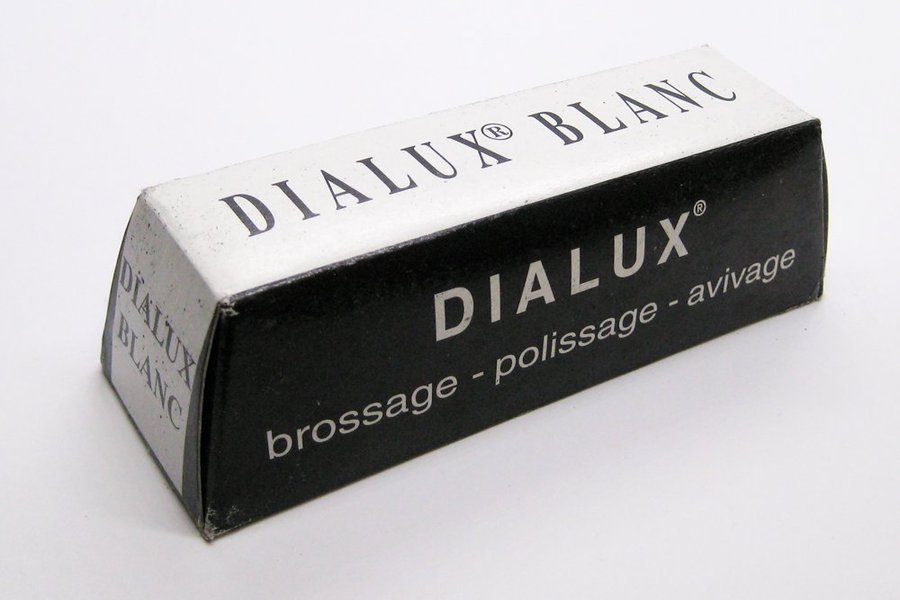 DIALUX® BLANC
DIALUX®
brossage - polissage - avivage
DIALUX
BLANC